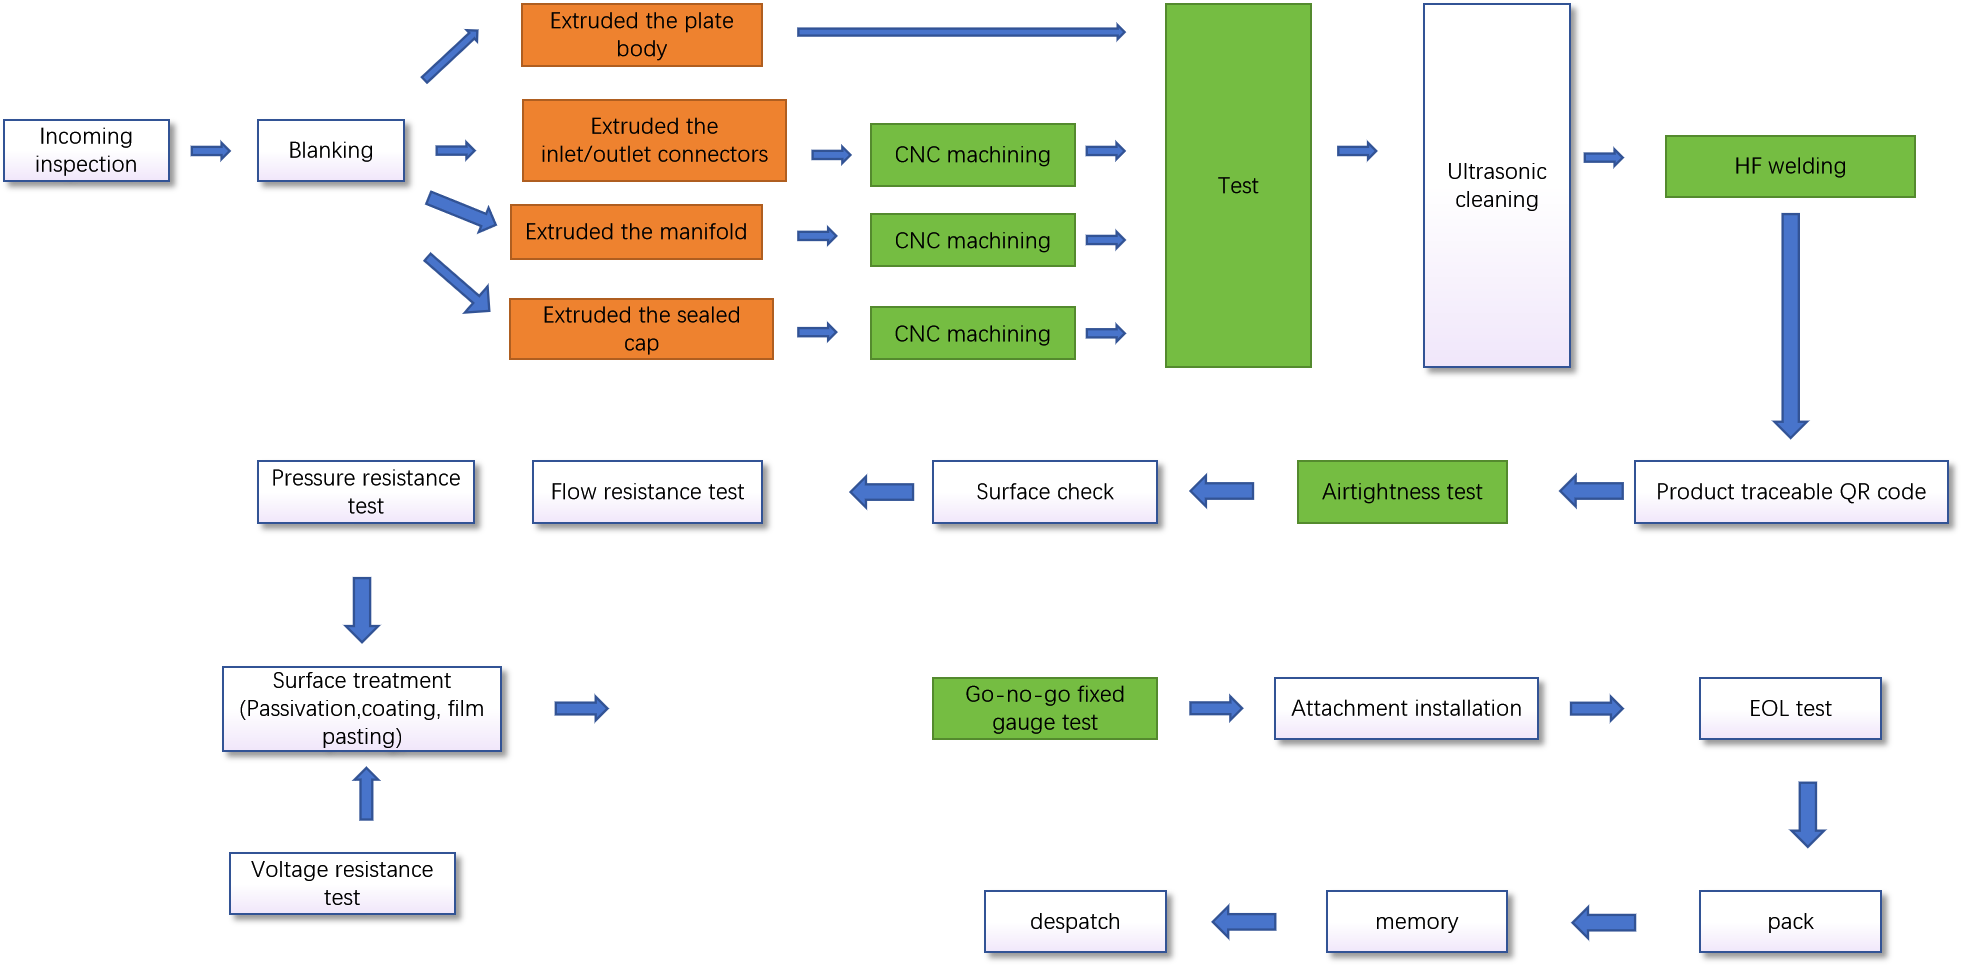 Extruded the plate
body
Incoming
inspection
Blanking
Extruded the
inlet/outlet connectors
CNC machining
Extruded the manifold
CNC machining
Extruded the sealed
cap
CNC machining
Test
Ultrasonic
cleaning
HF welding
Pressure resistance
test
Flow resistance test
Surface check
Airtightness test
Product traceable QR code
Surface treatment
(Passivation,coating, film
pasting)
Go-no-go fixed
gauge test
Attachment installation
EOL test
Voltage resistance
test
despatch
memory
pack